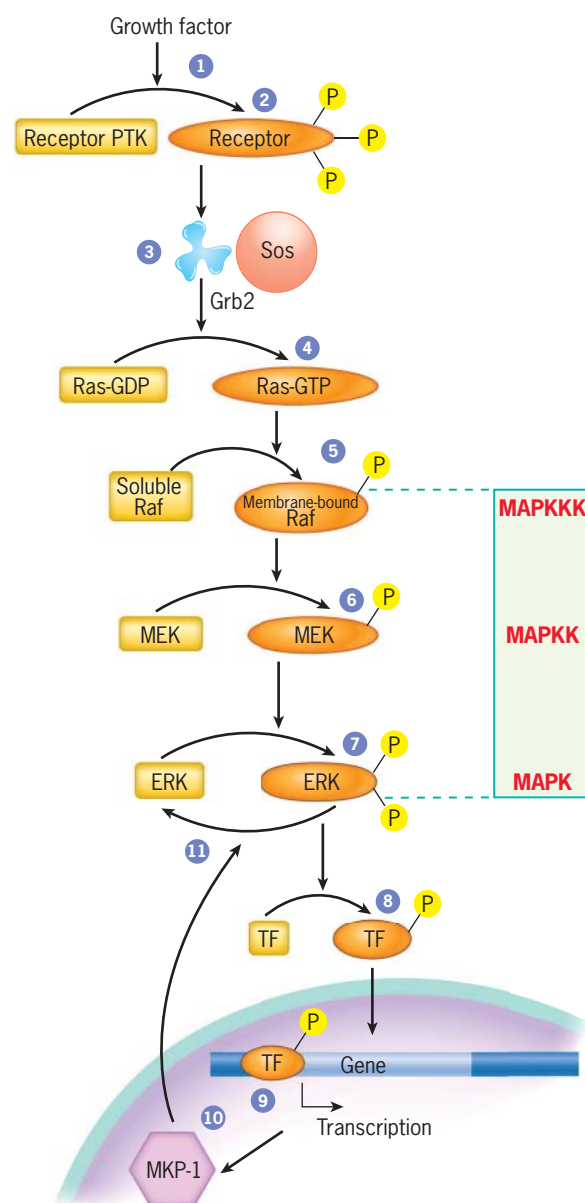 Growth factor
1
2
P
Receptor PTK
Receptor
P
P
3
Sos
Grb2
4
Ras-GDP
Ras-GTP
5
P
Soluble
Raf
Membrane-bound
Raf
MAPKKK
6
P
MEK
MEK
MAPKK
7
P
ERK
ERK
MAPK
P
11
8
P
TF
TF
P
TF
Gene
9
Transcription
10
MKP-1